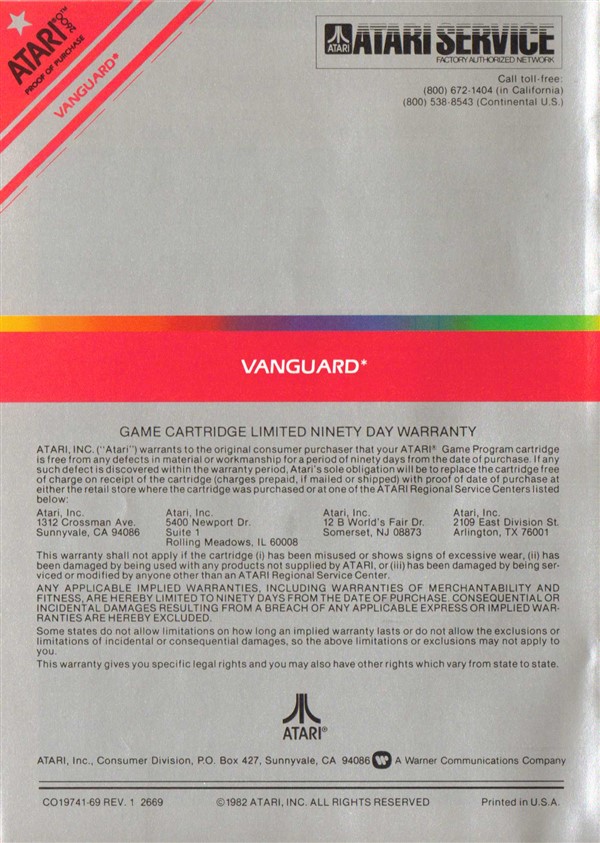 ATARI® 2600™
PROOF OF PURCHASE
VANGUARD*
ATARI
ATARI SERVICE
FACTORY AUTHORIZED NETWORK
Call toll-free:
(800) 672-1404 (in California)
(800) 538-8543 (Continental U.S.)
VANGUARD*
GAME CARTRIDGE LIMITED NINETY DAY WARRANTY
ATARI, INC. ("Atari") warrants to the original consumer purchaser that your ATARI® Game Program cartridge
is free from any defects in material or workmanship for a period of ninety days from the date of purchase. If any
such defect is discovered within the warranty period, Atari's sole obligation will be to replace the cartridge free
of charge on receipt of the cartridge (charges prepaid, if mailed or shipped) with proof of date of purchase at
either the retail store where the cartridge was purchased or at one of the ATARI Regional Service Centers listed
below:
Atari, Inc.
1312 Crossman Ave.
Sunnyvale, CA 94086
Atari, Inc.
5400 Newport Dr.
Suite 1
Rolling Meadows, IL 60008
Atari, Inc.
12 B World's Fair Dr.
Somerset, NJ 08873
Atari, Inc.
2109 East Division St.
Arlington, TX 76001
This warranty shall not apply if the cartridge (i) has been misused or shows signs of excessive wear, (ii) has
been damaged by being used with any products not supplied by ATARI, or (iii) has been damaged by being ser-
viced or modified by anyone other than an ATARI Regional Service Center.
ANY APPLICABLE IMPLIED WARRANTIES, INCLUDING WARRANTIES OF MERCHANTABILITY AND
FITNESS, ARE HEREBY LIMITED TO NINETY DAYS FROM THE DATE OF PURCHASE. CONSEQUENTIAL OR
INCIDENTAL DAMAGES RESULTING FROM A BREACH OF ANY APPLICABLE EXPRESS OR IMPLIED WAR-
RANTIES ARE HEREBY EXCLUDED.
Some states do not allow limitations on how long an implied warranty lasts or do not allow the exclusions or
limitations of incidental or consequential damages, so the above limitations or exclusions may not apply to
you.
This warranty gives you specific legal rights and you may also have other rights which vary from state to state.
ATARI®
ATARI, Inc., Consumer Division, P.O. Box 427, Sunnyvale, CA 94086 A Warner Communications Company
CO19741-69 REV. 1 2669
©1982 ATARI, INC. ALL RIGHTS RESERVED
Printed in U.S.A.